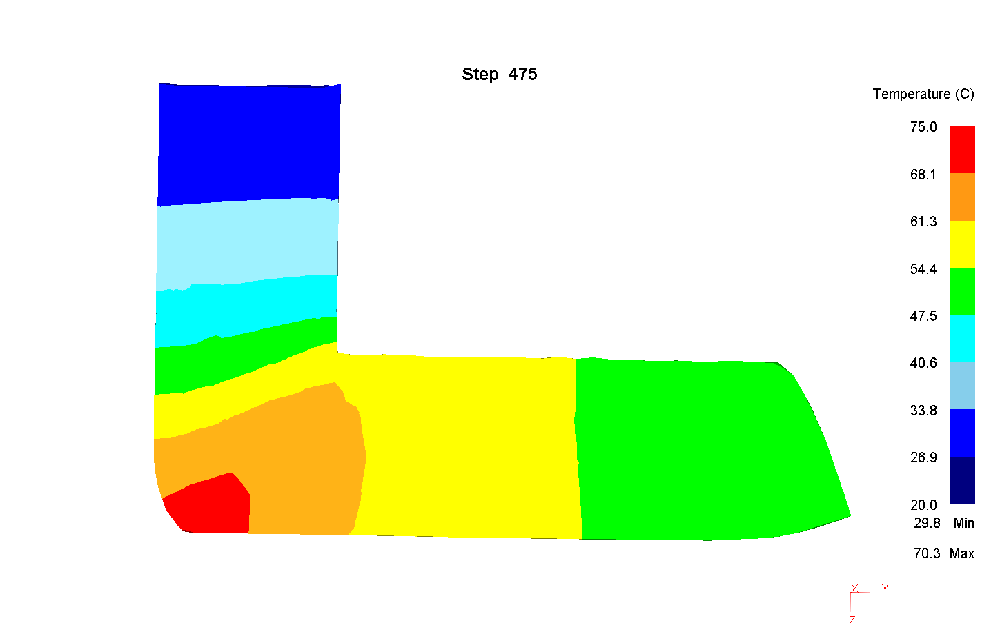 Step 475
Temperature (C)
75.0
68.1
61.3
54.4
47.5
40.6
33.8
26.9
20.0
29.8 Min
70.3 Max
X Y
Z